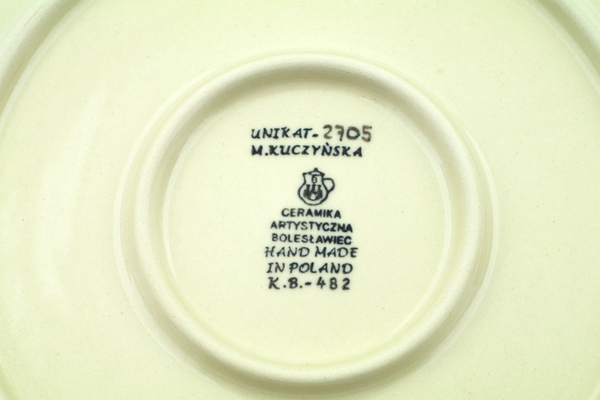 UNIKAT-2705
M.KUCZYŃSKA
CERAMIKA
ARTYSTYCZNA
BOLESŁAWIEC
HAND MADE
IN POLAND
K.B.-482